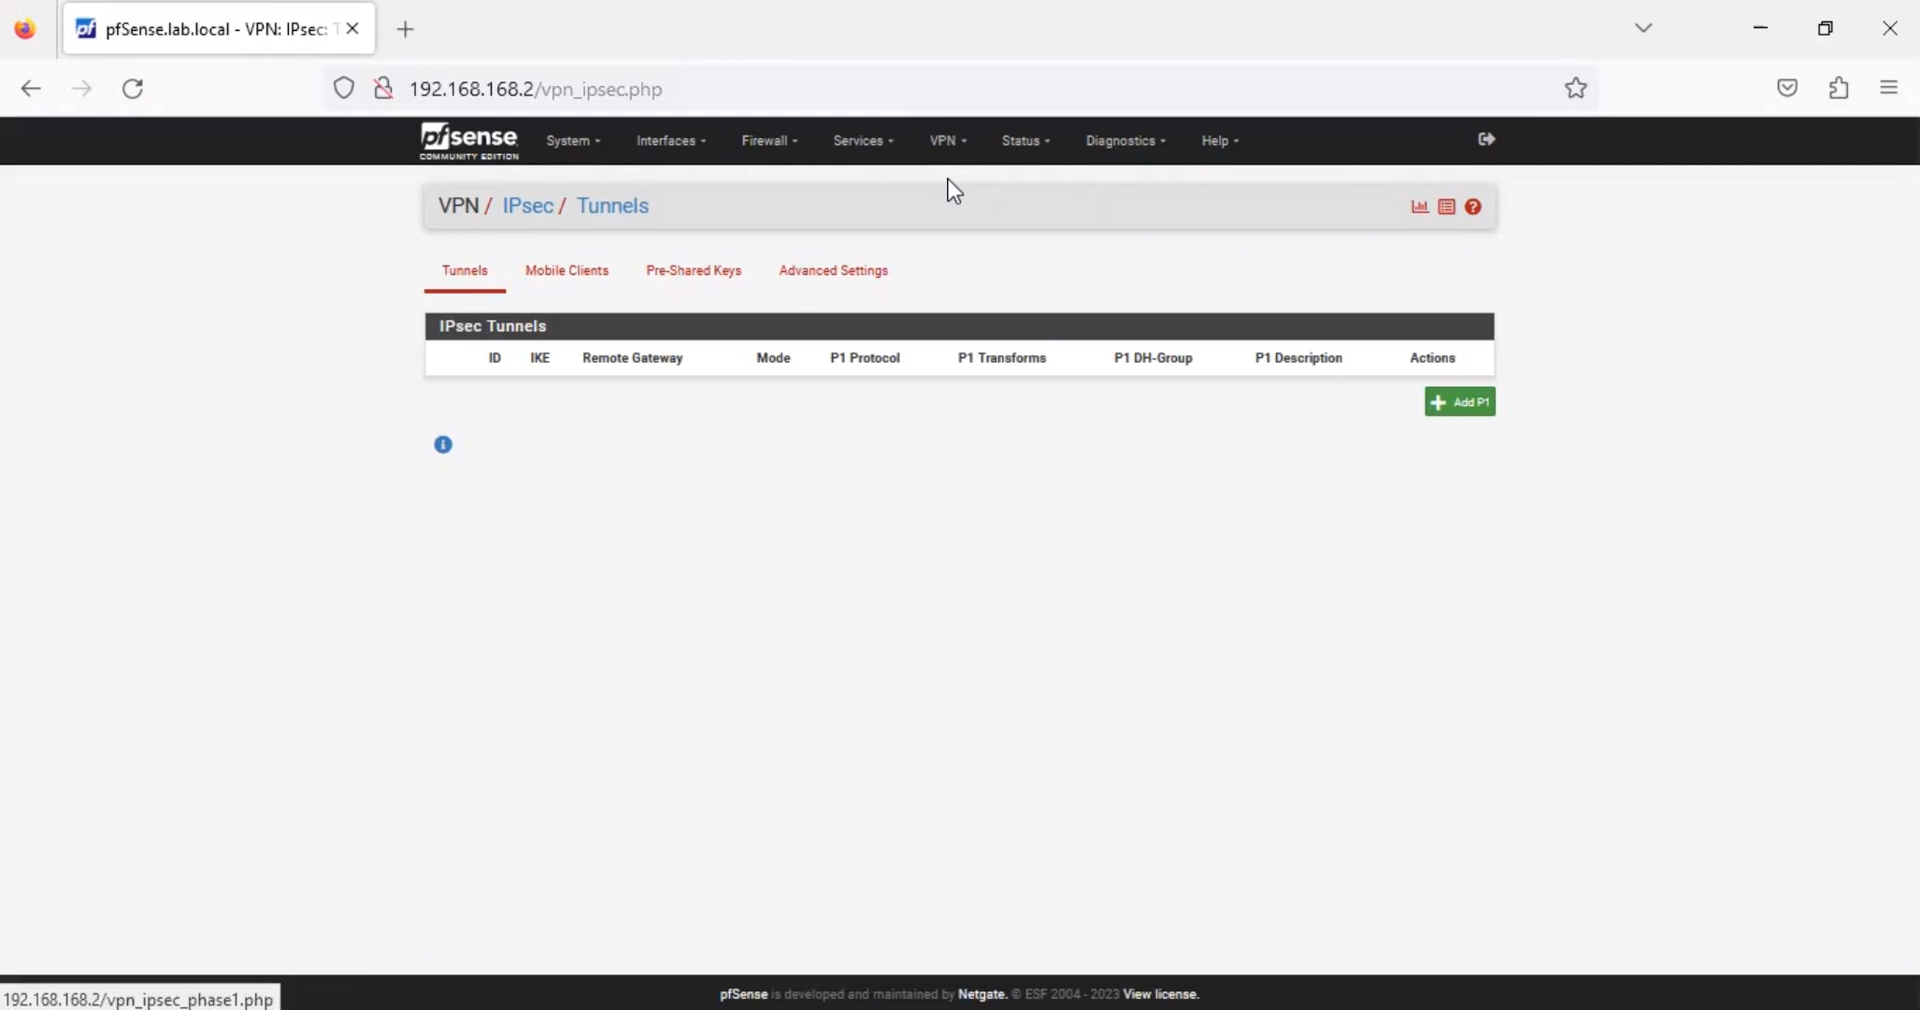 pfSense.lab.local - VPN: IPsec: T
192.168.168.2/vpn_ipsec.php
pfsense COMMUNITY EDITION System Interfaces Firewall Services VPN Status Diagnostics Help
VPN / IPsec / Tunnels
Tunnels Mobile Clients Pre-Shared Keys Advanced Settings
IPsec Tunnels
ID IKE Remote Gateway Mode P1 Protocol P1 Transforms P1 DH-Group P1 Description Actions
Add P1
pfSense is developed and maintained by Netgate. © ESF 2004 - 2023 View license.
192.168.168.2/vpn_ipsec_phase1.php